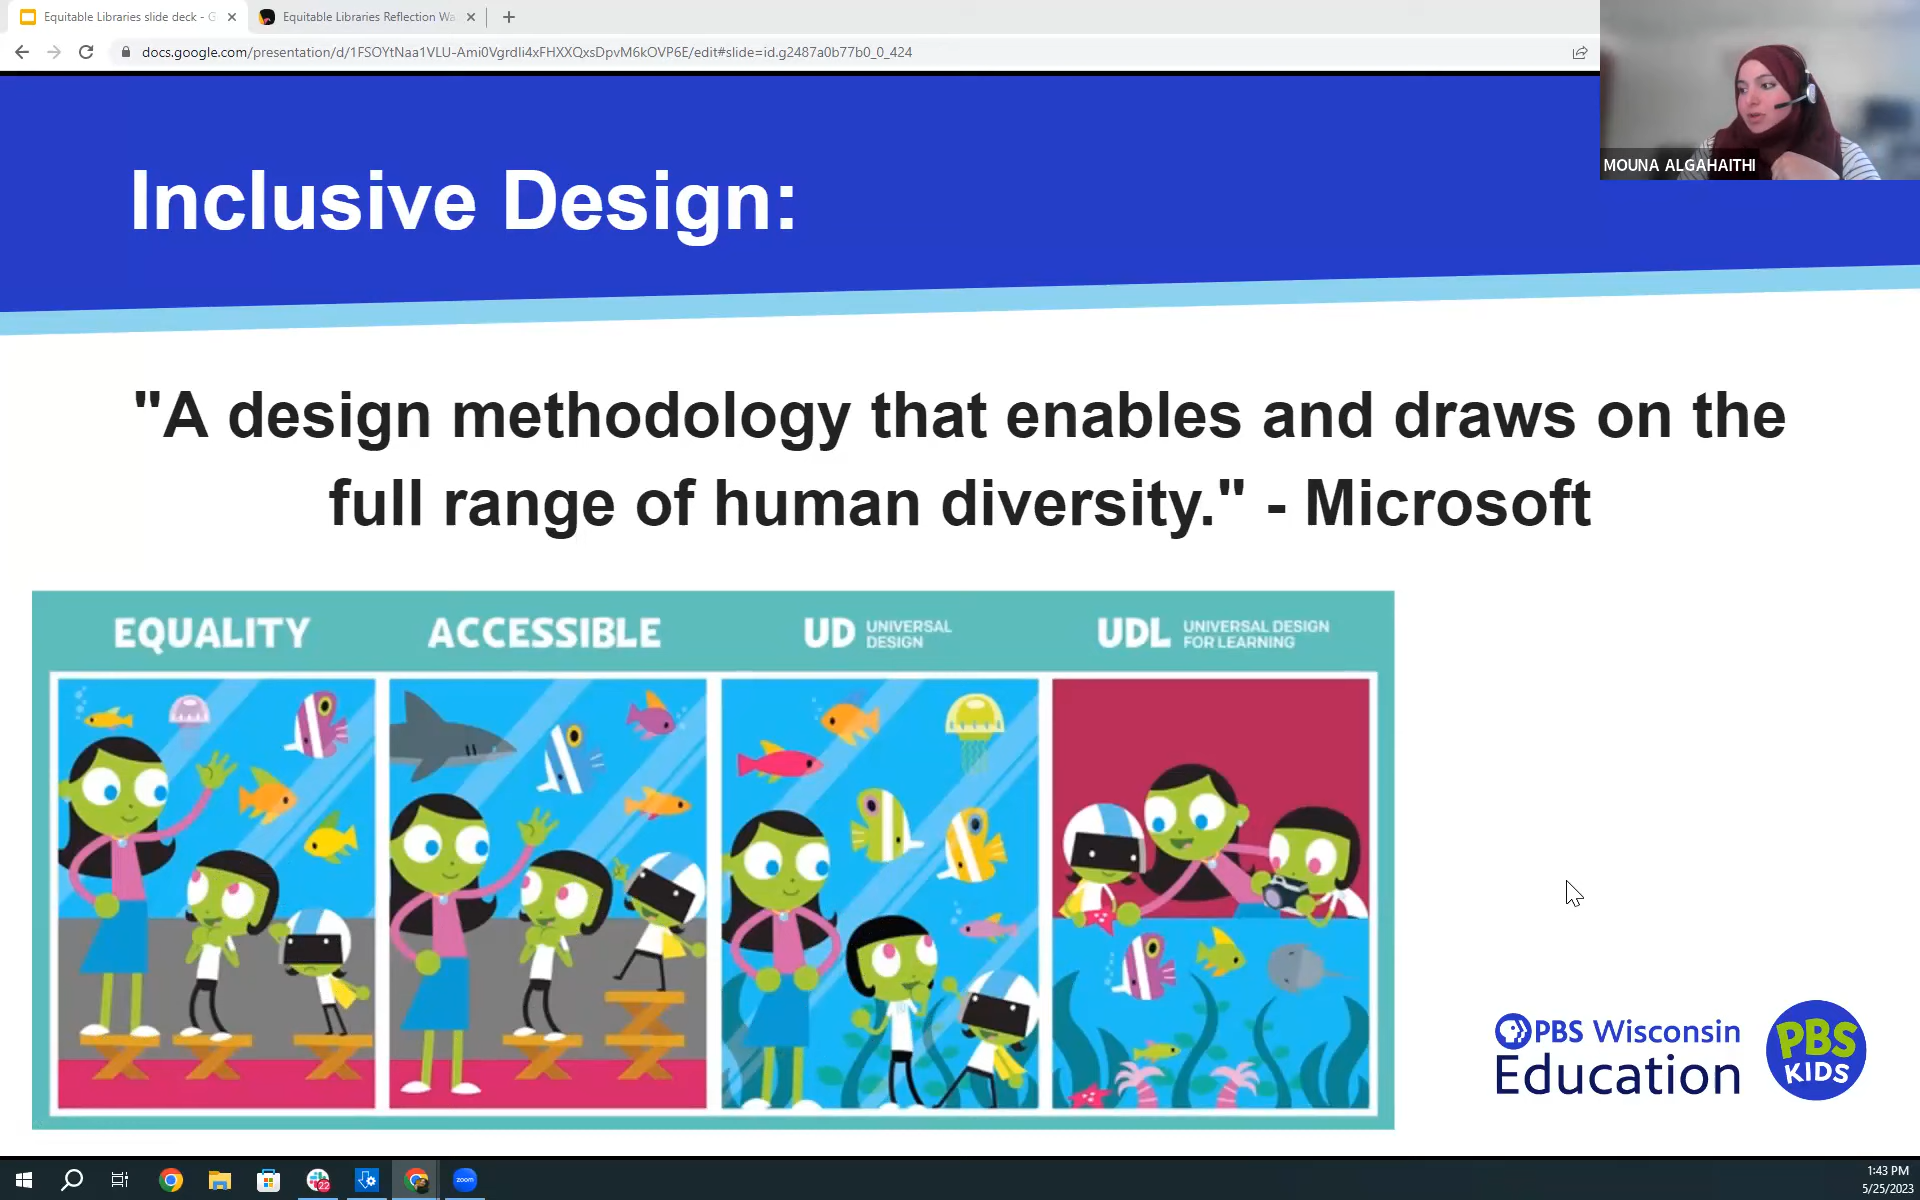 Equitable Libraries slide deck - G
Equitable Libraries Reflection Wa
docs.google.com/presentation/d/1FSOYtNaa1VLU-Ami0Vgrdli4xFHXXQxsDpvM6kOVP6E/edit#slide=id.g2487a0b77b0_0_424
MOUNA ALGAHAITHI
Inclusive Design:
"A design methodology that enables and draws on the
full range of human diversity." - Microsoft
EQUALITY
ACCESSIBLE
UD UNIVERSAL
DESIGN
UDL UNIVERSAL DESIGN
FOR LEARNING
PBS Wisconsin
Education
PBS
KIDS
22
zoom
1:43 PM
5/25/2023